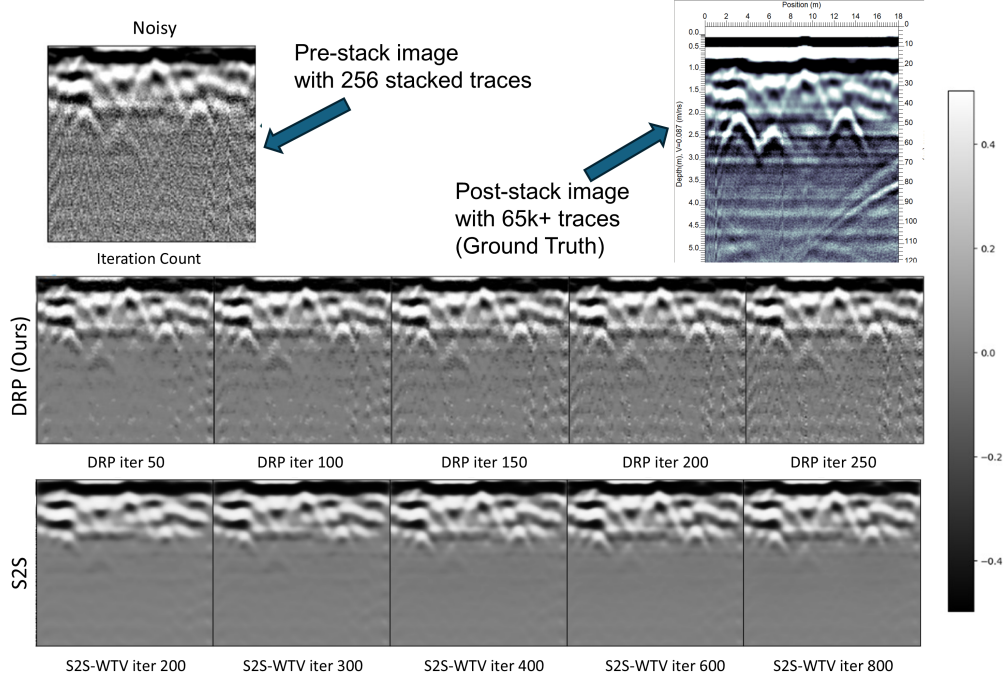 Noisy
Pre-stack image
with 256 stacked traces
Position (m)
0 2 4 6 8 10 12 14 16 18
0.0
0.5
1.0
1.5
2.0
2.5
3.0
3.5
4.0
4.5
5.0
Depth(m), V=0.087 (m/ns)
0
10
20
30
40
50
60
70
80
90
100
110
120
Post-stack image
with 65k+ traces
(Ground Truth)
Iteration Count
0.4
0.2
0.0
−0.2
−0.4
DRP (Ours)
DRP iter 50
DRP iter 100
DRP iter 150
DRP iter 200
DRP iter 250
S2S
S2S-WTV iter 200
S2S-WTV iter 300
S2S-WTV iter 400
S2S-WTV iter 600
S2S-WTV iter 800